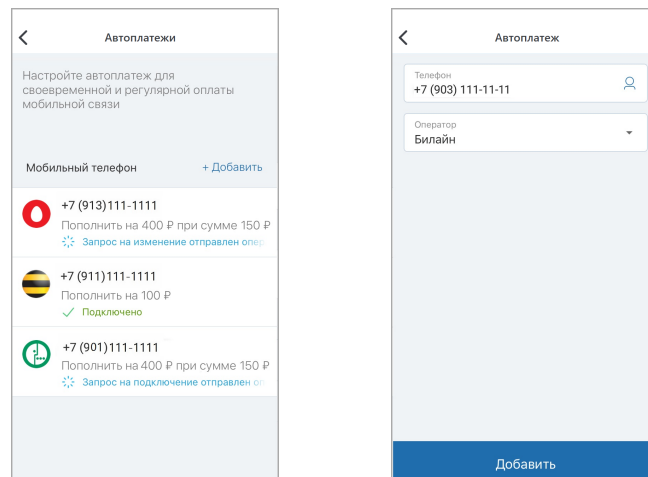 Автоплатежи
Настройте автоплатеж для
своевременной и регулярной оплаты
мобильной связи
Мобильный телефон + Добавить
+7 (913)111-1111
Пополнить на 400 ₽ при сумме 150 ₽
Запрос на изменение отправлен
+7 (911)111-1111
Пополнить на 100 ₽
Подключено
+7 (901)111-1111
Пополнить на 400 ₽ при сумме 150 ₽
Запрос на подключение отправлен
Автоплатеж
Телефон
+7 (903) 111-11-11
Оператор
Билайн
Добавить